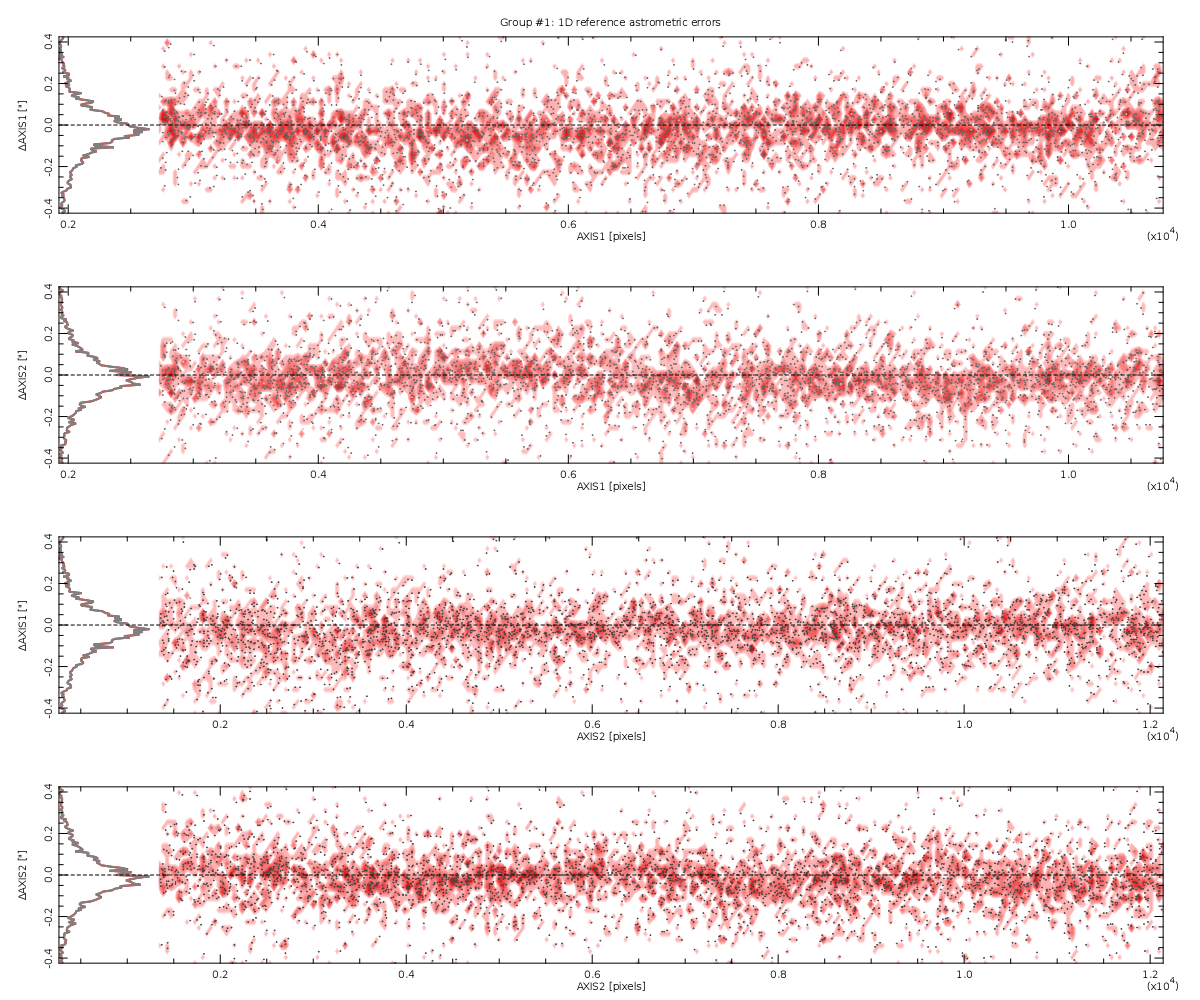 Group #1: 1D reference astrometric errors
ΔAXIS1 ["]
0.4
0.2
0.0
-0.2
-0.4
0.2 0.4 0.6 0.8 1.0
AXIS1 [pixels]
(x10⁴)
ΔAXIS2 ["]
0.4
0.2
0.0
-0.2
-0.4
0.2 0.4 0.6 0.8 1.0
AXIS1 [pixels]
(x10⁴)
ΔAXIS1 ["]
0.4
0.2
0.0
-0.2
-0.4
0.2 0.4 0.6 0.8 1.0 1.2
AXIS2 [pixels]
(x10⁴)
ΔAXIS2 ["]
0.4
0.2
0.0
-0.2
-0.4
0.2 0.4 0.6 0.8 1.0 1.2
AXIS2 [pixels]
(x10⁴)